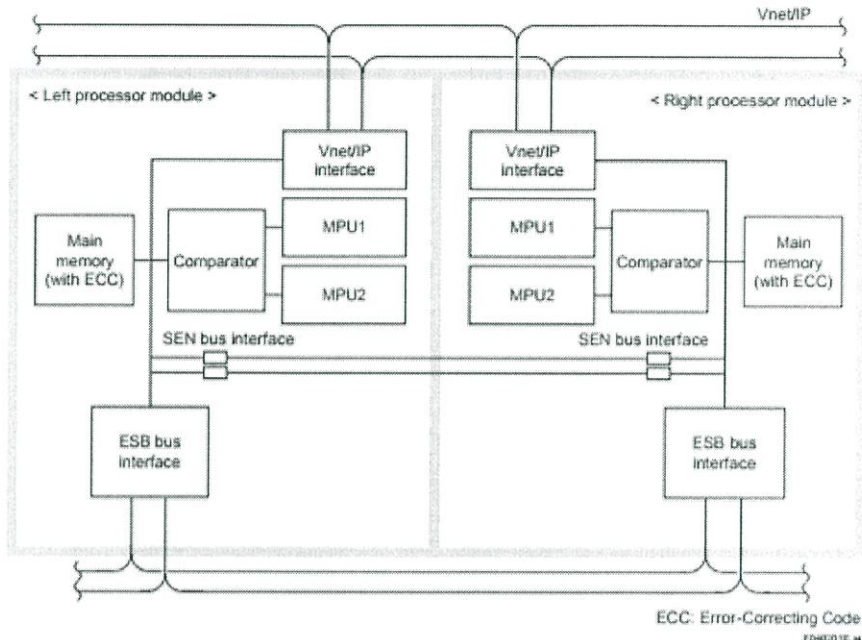 Vnet/IP
< Left processor module >
< Right processor module >
Vnet/IP
interface
Vnet/IP
interface
MPU1
MPU1
Main
memory
(with ECC)
Comparator
Comparator
Main
memory
(with ECC)
MPU2
MPU2
SEN bus interface
SEN bus interface
ESB bus
interface
ESB bus
interface
ECC: Error-Correcting Code